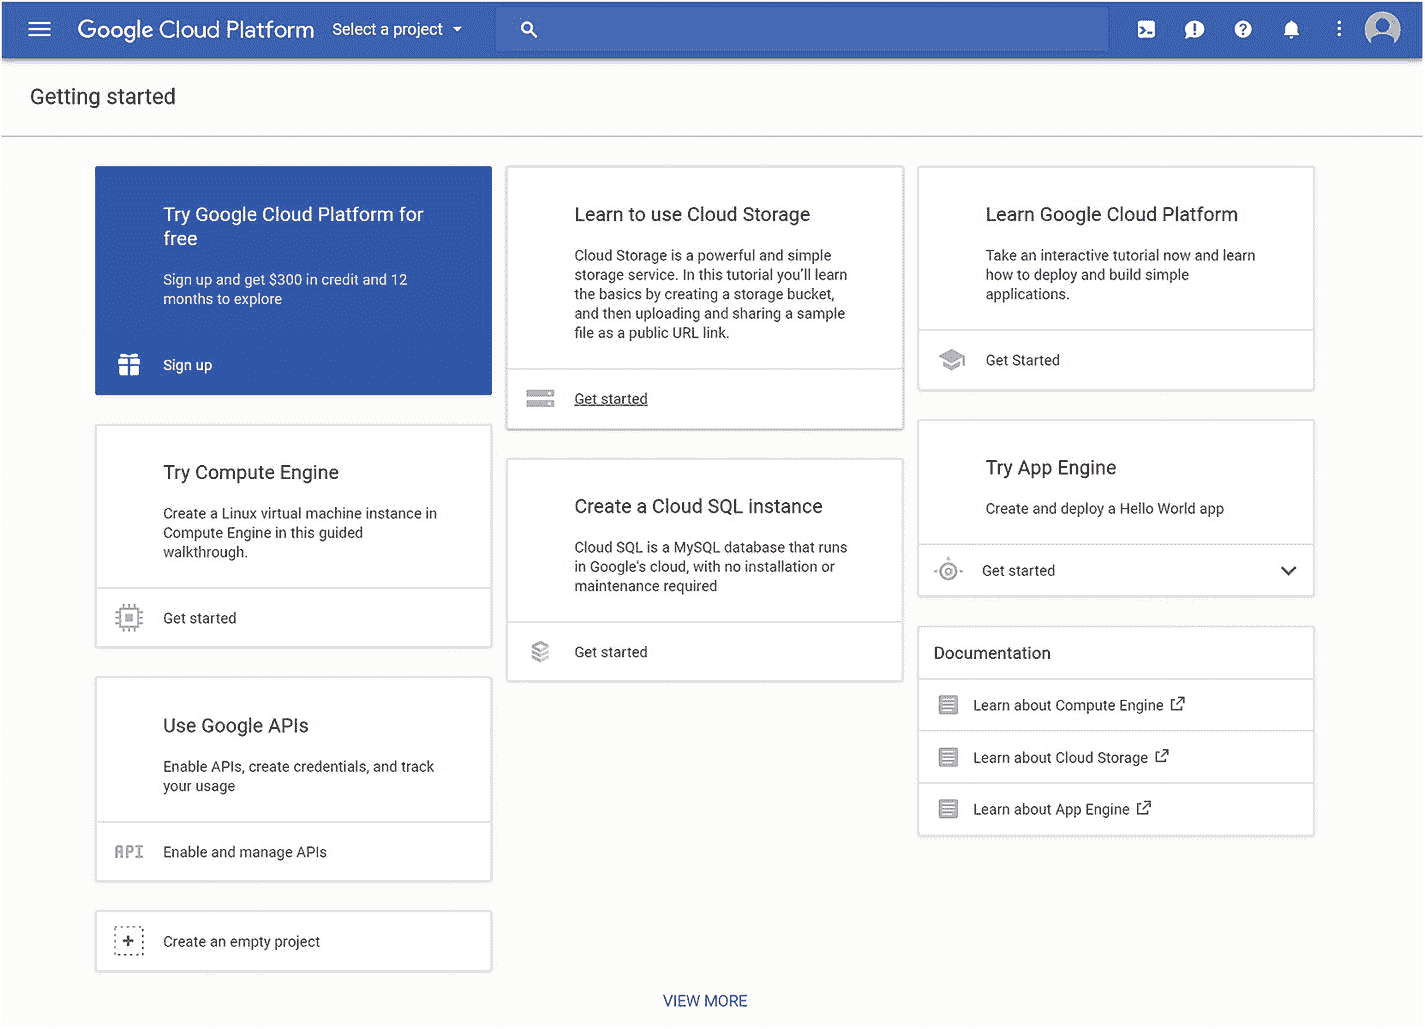 Google Cloud Platform Select a project
Getting started
Try Google Cloud Platform for
free
Sign up and get $300 in credit and 12
months to explore
Sign up
Try Compute Engine
Create a Linux virtual machine instance in
Compute Engine in this guided
walkthrough.
Get started
Use Google APIs
Enable APIs, create credentials, and track
your usage
API Enable and manage APIs
Create an empty project
Learn to use Cloud Storage
Cloud Storage is a powerful and simple
storage service. In this tutorial you'll learn
the basics by creating a storage bucket,
and then uploading and sharing a sample
file as a public URL link.
Get started
Create a Cloud SQL instance
Cloud SQL is a MySQL database that runs
in Google's cloud, with no installation or
maintenance required
Get started
Learn Google Cloud Platform
Take an interactive tutorial now and learn
how to deploy and build simple
applications.
Get Started
Try App Engine
Create and deploy a Hello World app
Get started
Documentation
Learn about Compute Engine
Learn about Cloud Storage
Learn about App Engine
VIEW MORE